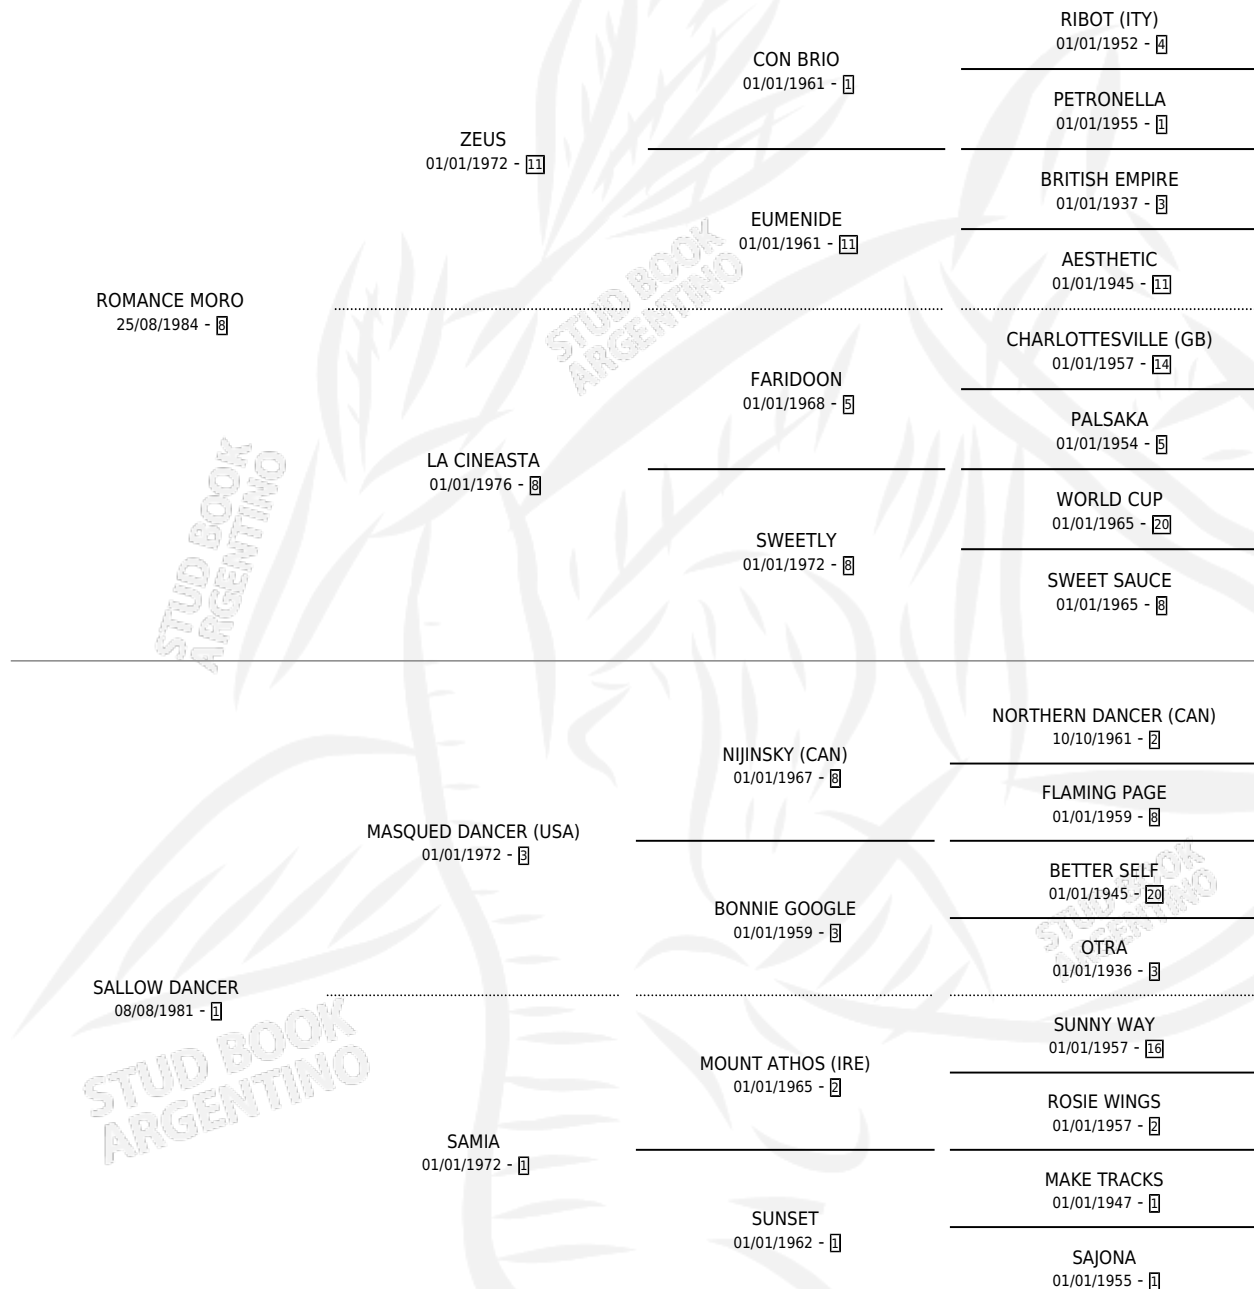 RIBOT (ITY)
01/01/1952 - 4
CON BRIO
01/01/1961 - 1
PETRONELLA
01/01/1955 - 1
ZEUS
01/01/1972 - 11
BRITISH EMPIRE
01/01/1937 - 3
EUMENIDE
01/01/1961 - 11
AESTHETIC
01/01/1945 - 11
ROMANCE MORO
25/08/1984 - 8
CHARLOTTESVILLE (GB)
01/01/1957 - 14
FARIDOON
01/01/1968 - 5
PALSAKA
01/01/1954 - 5
LA CINEASTA
01/01/1976 - 8
WORLD CUP
01/01/1965 - 20
SWEETLY
01/01/1972 - 8
SWEET SAUCE
01/01/1965 - 8
STUD BOOK
ARGENTINO
STUD BOOK
ARGENTINO
NORTHERN DANCER (CAN)
10/10/1961 - 2
NIJINSKY (CAN)
01/01/1967 - 8
FLAMING PAGE
01/01/1959 - 8
MASQUED DANCER (USA)
01/01/1972 - 3
BETTER SELF
01/01/1945 - 20
BONNIE GOOGLE
01/01/1959 - 3
OTRA
01/01/1936 - 3
STUD BOOK
ARGENTINO
SALLOW DANCER
08/08/1981 - 1
SUNNY WAY
01/01/1957 - 16
MOUNT ATHOS (IRE)
01/01/1965 - 2
ROSIE WINGS
01/01/1957 - 2
STUD BOOK
ARGENTINO
SAMIA
01/01/1972 - 1
MAKE TRACKS
01/01/1947 - 1
SUNSET
01/01/1962 - 1
SAJONA
01/01/1955 - 1